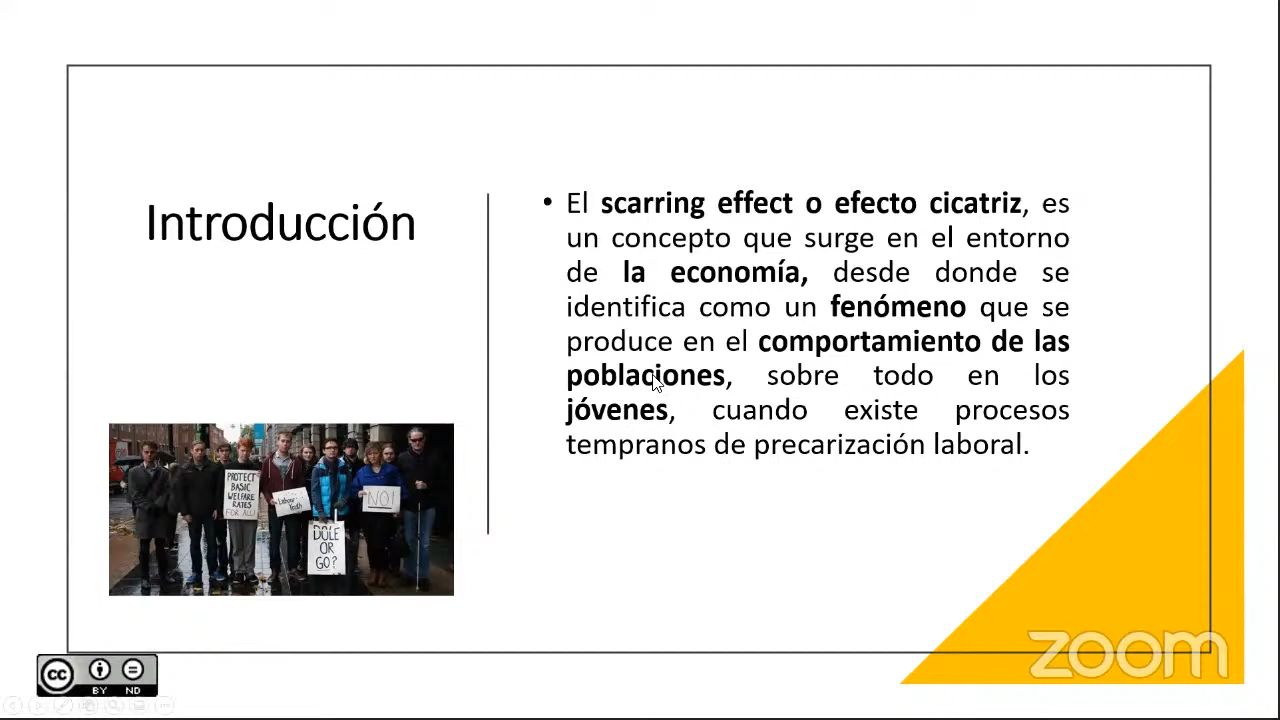 Introducción
• El scarring effect o efecto cicatriz, es
un concepto que surge en el entorno
de la economía, desde donde se
identifica como un fenómeno que se
produce en el comportamiento de las
poblaciones, sobre todo en los
jóvenes, cuando existe procesos
tempranos de precarización laboral.
PROTECT
BASIC
WELFARE
RATES
FOR ALL!
Labour
Youth
NO!
DOLE
OR
GO?
cc
BY ND
zoom